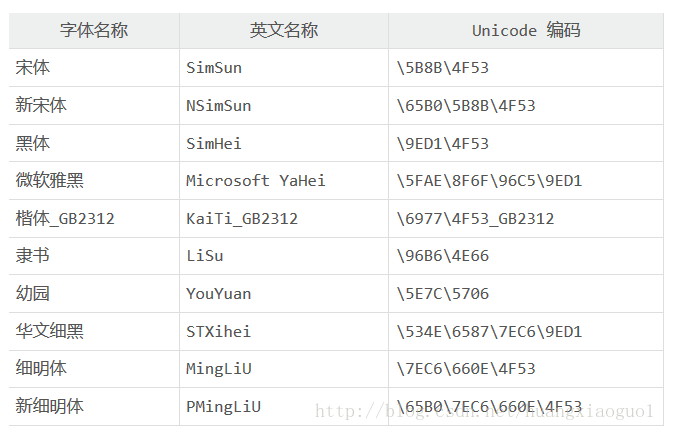 字体名称 英文名称 Unicode 编码
宋体 SimSun \5B8B\4F53
新宋体 NSimSun \65B0\5B8B\4F53
黑体 SimHei \9ED1\4F53
微软雅黑 Microsoft YaHei \5FAE\8F6F\96C5\9ED1
楷体_GB2312 KaiTi_GB2312 \6977\4F53_GB2312
隶书 LiSu \96B6\4E66
幼园 YouYuan \5E7C\5706
华文细黑 STXihei \534E\6587\7EC6\9ED1
细明体 MingLiU \7EC6\660E\4F53
新细明体 PMingLiU \65B0\7EC6\660E\4F53
http://blog.csdn.net/huangxiaoguo1